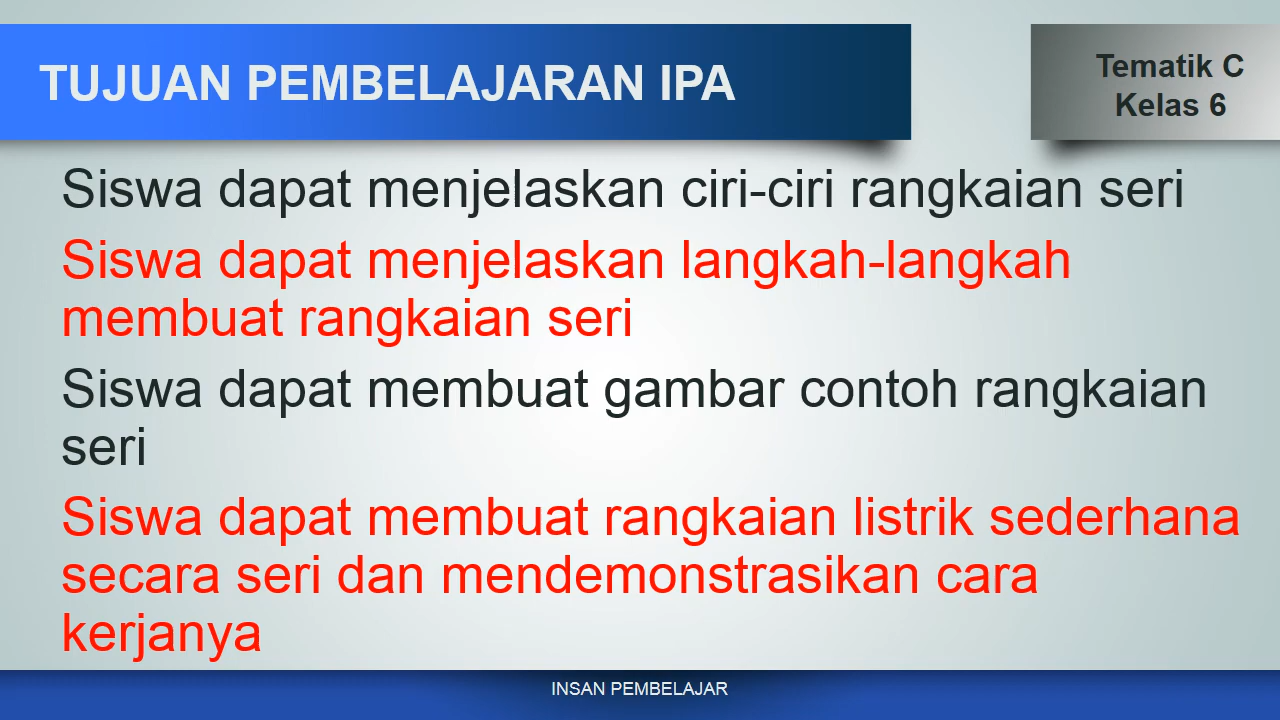 TUJUAN PEMBELAJARAN IPA
Tematik C
Kelas 6
Siswa dapat menjelaskan ciri-ciri rangkaian seri
Siswa dapat menjelaskan langkah-langkah
membuat rangkaian seri
Siswa dapat membuat gambar contoh rangkaian
seri
Siswa dapat membuat rangkaian listrik sederhana
secara seri dan mendemonstrasikan cara
kerjanya
INSAN PEMBELAJAR